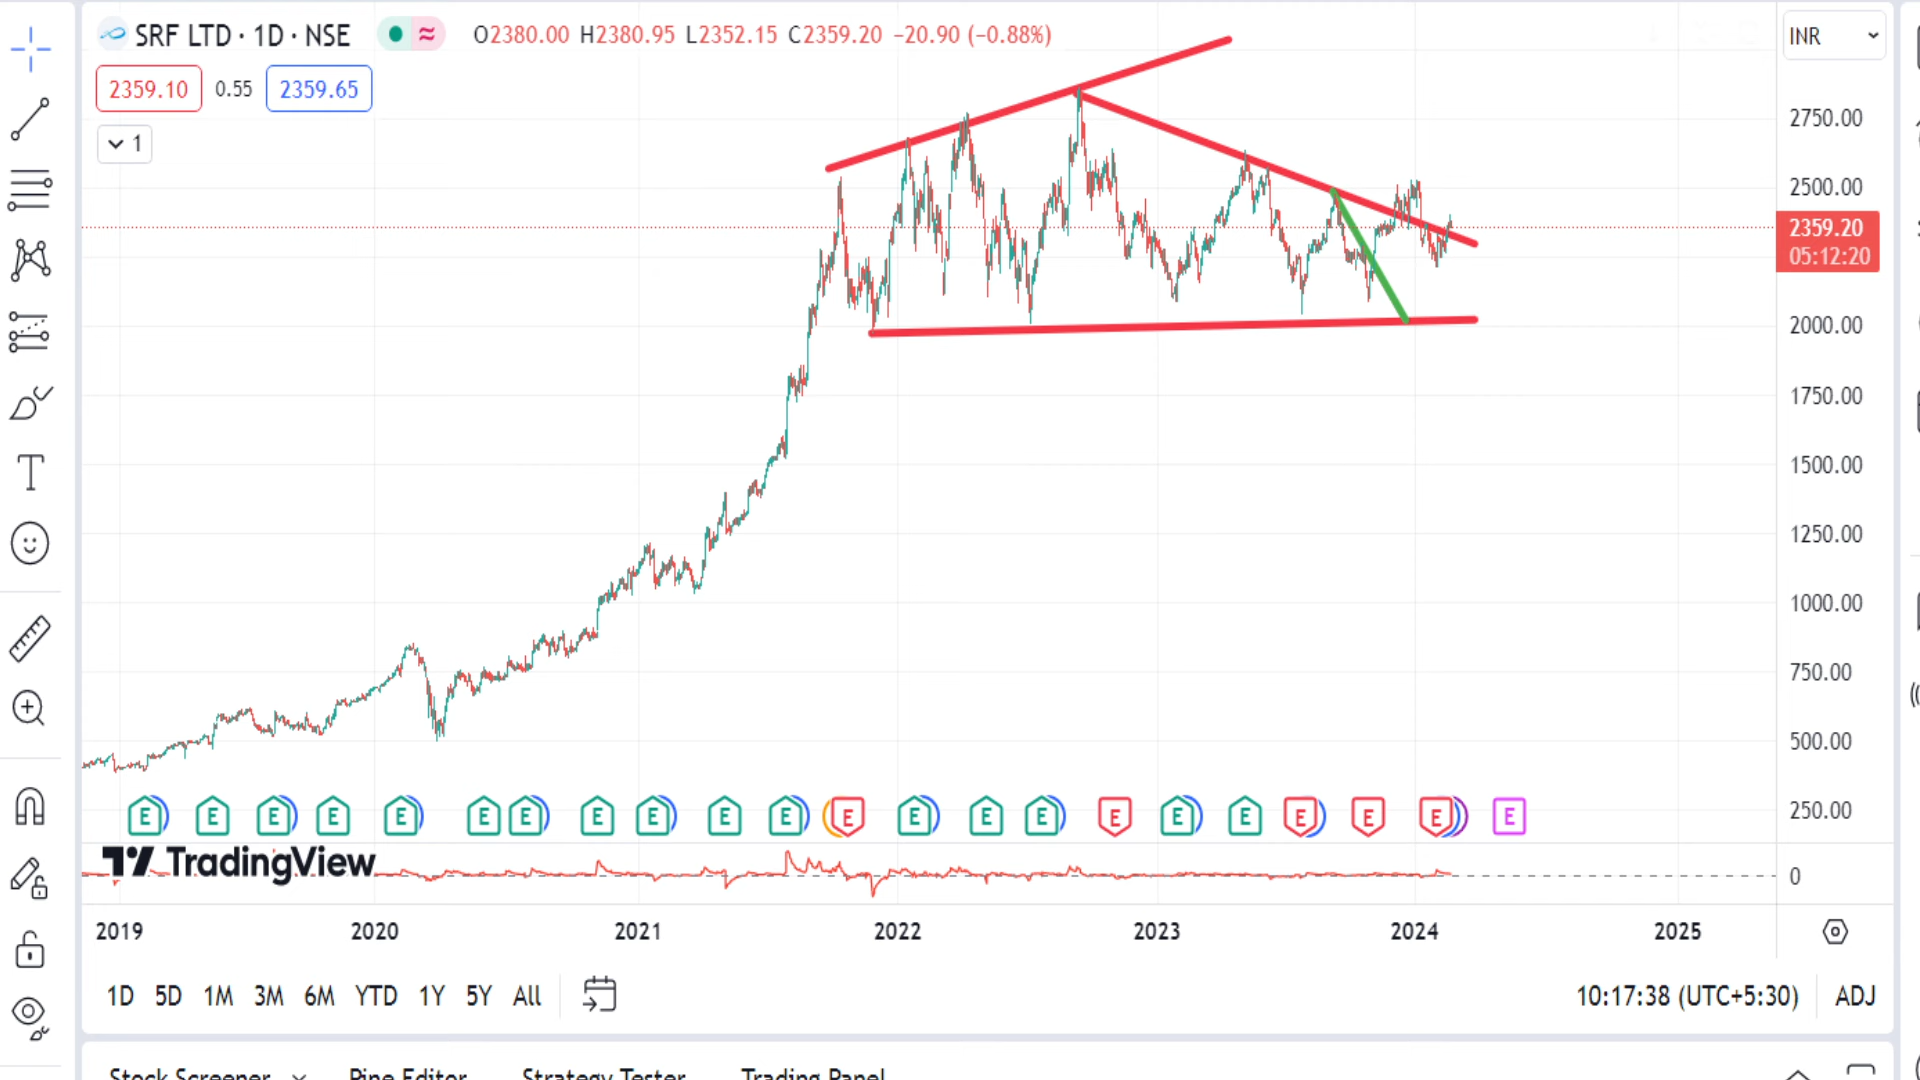 SRF LTD · 1D · NSE
O2380.00 H2380.95 L2352.15 C2359.20 −20.90 (−0.88%)
INR
2359.10 0.55 2359.65
1
2750.00
2500.00
2359.20
05:12:20
2000.00
1750.00
1500.00
1250.00
1000.00
750.00
500.00
250.00
E E E E E E E E E E E E E E E E E E E E E E
TradingView
0
2019 2020 2021 2022 2023 2024 2025
1D 5D 1M 3M 6M YTD 1Y 5Y All
10:17:38 (UTC+5:30) ADJ
Stock Screener Pine Editor Strategy Tester Trading Panel